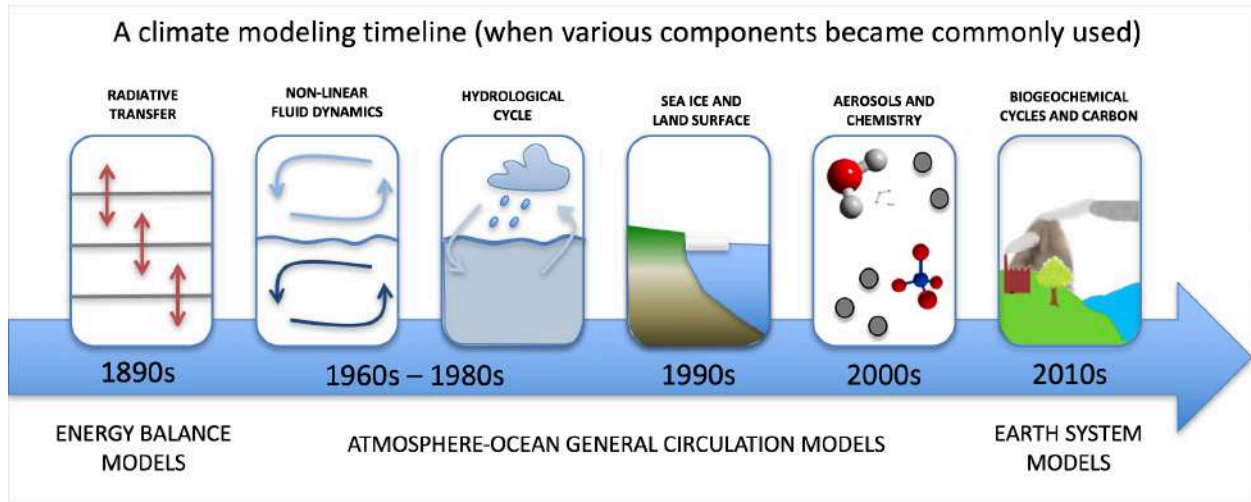 A climate modeling timeline (when various components became commonly used)
RADIATIVE
TRANSFER
NON-LINEAR
FLUID DYNAMICS
HYDROLOGICAL
CYCLE
SEA ICE AND
LAND SURFACE
AEROSOLS AND
CHEMISTRY
BIOGEOCHEMICAL
CYCLES AND CARBON
1890s
1960s – 1980s
1990s
2000s
2010s
ENERGY BALANCE
MODELS
ATMOSPHERE-OCEAN GENERAL CIRCULATION MODELS
EARTH SYSTEM
MODELS